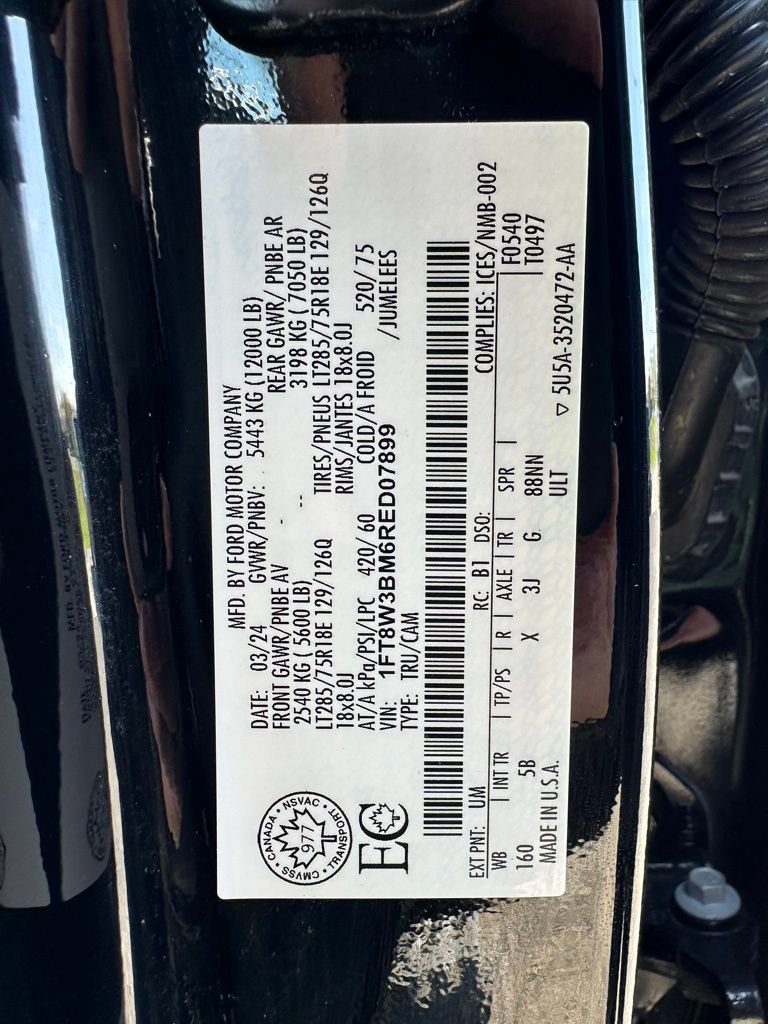 MFD. BY FORD MOTOR COMPANY
DATE: 03/24 GVWR/PNBV: 5443 KG (12000 LB)
FRONT GAWR/PNBE AV REAR GAWR/ PNBE AR
2540 KG ( 5600 LB) 3198 KG ( 7050 LB)
LT285/75R18E 129/126Q TIRES/PNEUS LT285/75R18E 129/126Q
18x8.0J RIMS/JANTES 18x8.0J
AT/A kPa/PSI/LPC 420/ 60 COLD/A FROID 520/ 75
VIN: 1FT8W3BM6RED07899 /JUMELEES
TYPE: TRU/CAM
CANADA • NSVAC • TRANSPORT • CMVSS •
977
EC
EXT PNT: UM RC: B1 DSO: COMPLIES: ICES/NMB-002
WB | INT TR | TP/PS | R | AXLE | TR | SPR | F0540
160 5B X 3J G 88NN T0497
MADE IN U.S.A. ULT ▽ 5U5A-3520472-AA